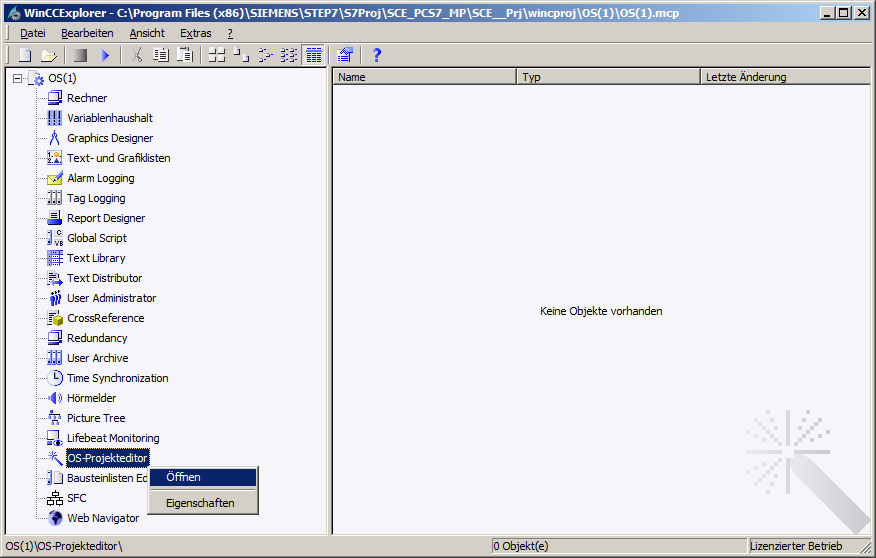 WinCCExplorer - C:\Program Files (x86)\SIEMENS\STEP7\S7Proj\SCE_PCS7_MP\SCE__Prj\wincproj\OS(1)\OS(1).mcp
Datei Bearbeiten Ansicht Extras ?
OS(1)
Rechner
Variablenhaushalt
Graphics Designer
Text- und Grafiklisten
Alarm Logging
Tag Logging
Report Designer
Global Script
Text Library
Text Distributor
User Administrator
CrossReference
Redundancy
User Archive
Time Synchronization
Hörmelder
Picture Tree
Lifebeat Monitoring
OS-Projekteditor
Bausteinlisten Ed
SFC
Web Navigator
Öffnen
Eigenschaften
Name Typ Letzte Änderung
Keine Objekte vorhanden
OS(1)\OS-Projekteditor\ 0 Objekt(e) Lizenzierter Betrieb